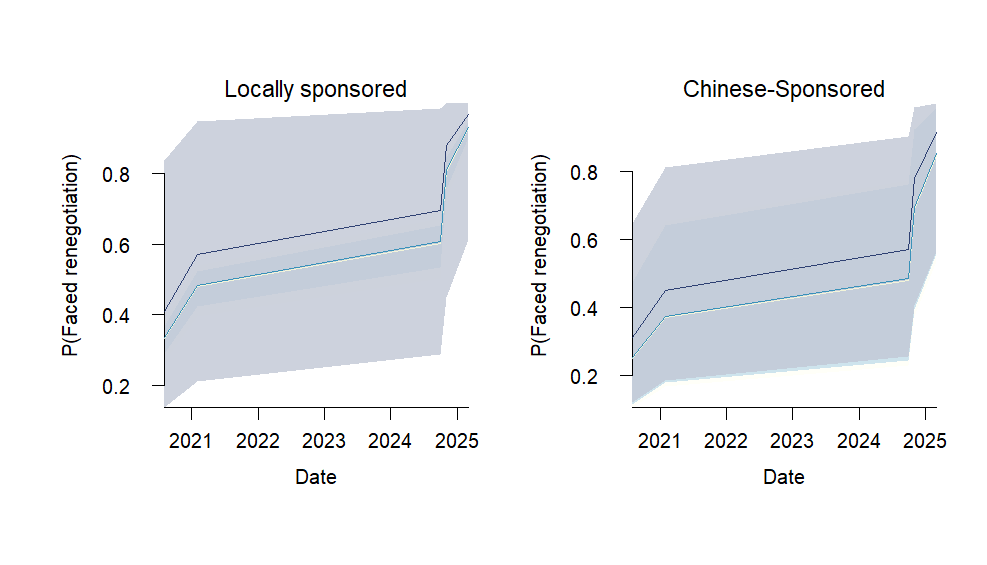 Locally sponsored
P(Faced renegotiation)
0.8
0.6
0.4
0.2
2021 2022 2023 2024 2025
Date
Chinese-Sponsored
P(Faced renegotiation)
0.8
0.6
0.4
0.2
2021 2022 2023 2024 2025
Date